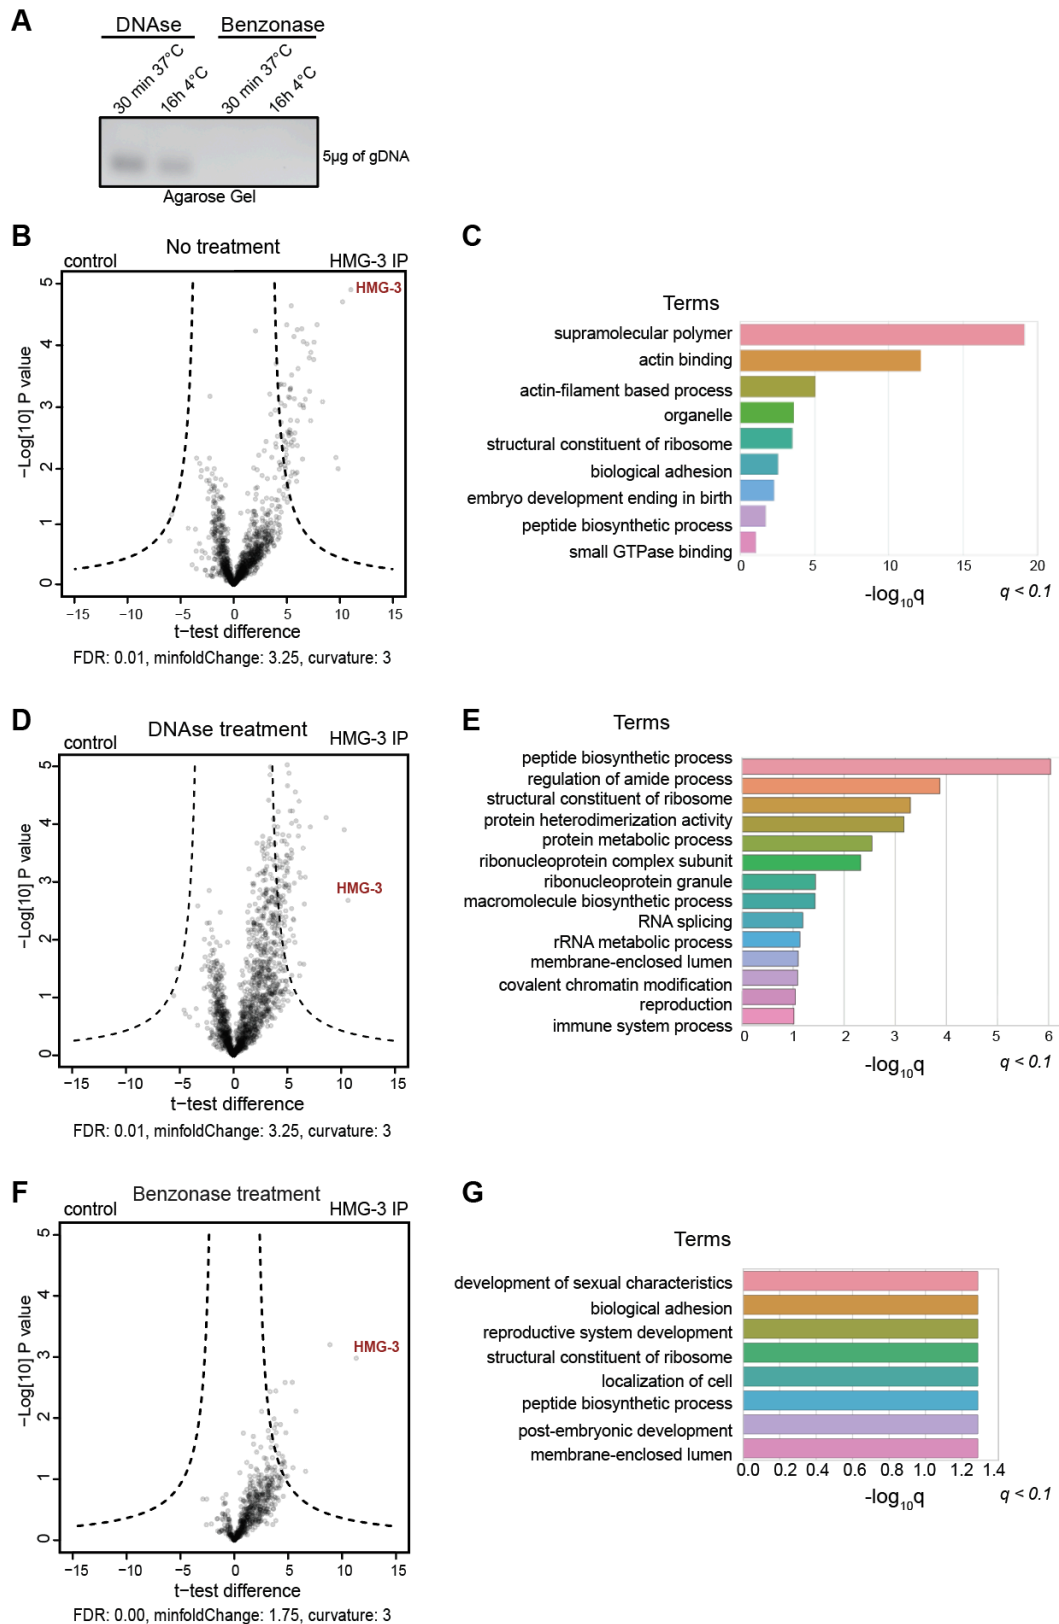 A
DNAse Benzonase
30 min 37°C
16h 4°C
30 min 37°C
16h 4°C
5µg of gDNA
Agarose Gel
B
No treatment
control HMG-3 IP
HMG-3
−Log[10] P value
5
4
3
2
1
0
−15 −10 −5 0 5 10 15
t−test difference
FDR: 0.01, minfoldChange: 3.25, curvature: 3
C
Terms
supramolecular polymer
actin binding
actin-filament based process
organelle
structural constituent of ribosome
biological adhesion
embryo development ending in birth
peptide biosynthetic process
small GTPase binding
0 5 10 15 20
-log10q
q < 0.1
D
DNAse treatment
control HMG-3 IP
HMG-3
−Log[10] P value
5
4
3
2
1
0
−15 −10 −5 0 5 10 15
t−test difference
FDR: 0.01, minfoldChange: 3.25, curvature: 3
E
Terms
peptide biosynthetic process
regulation of amide process
structural constituent of ribosome
protein heterodimerization activity
protein metabolic process
ribonucleoprotein complex subunit
ribonucleoprotein granule
macromolecule biosynthetic process
RNA splicing
rRNA metabolic process
membrane-enclosed lumen
covalent chromatin modification
reproduction
immune system process
0 1 2 3 4 5 6
-log10q
q < 0.1
F
Benzonase treatment
control HMG-3 IP
HMG-3
−Log[10] P value
5
4
3
2
1
0
−15 −10 −5 0 5 10 15
t−test difference
FDR: 0.00, minfoldChange: 1.75, curvature: 3
G
Terms
development of sexual characteristics
biological adhesion
reproductive system development
structural constituent of ribosome
localization of cell
peptide biosynthetic process
post-embryonic development
membrane-enclosed lumen
0.0 0.2 0.4 0.6 0.8 1.0 1.2 1.4
-log10q
q < 0.1